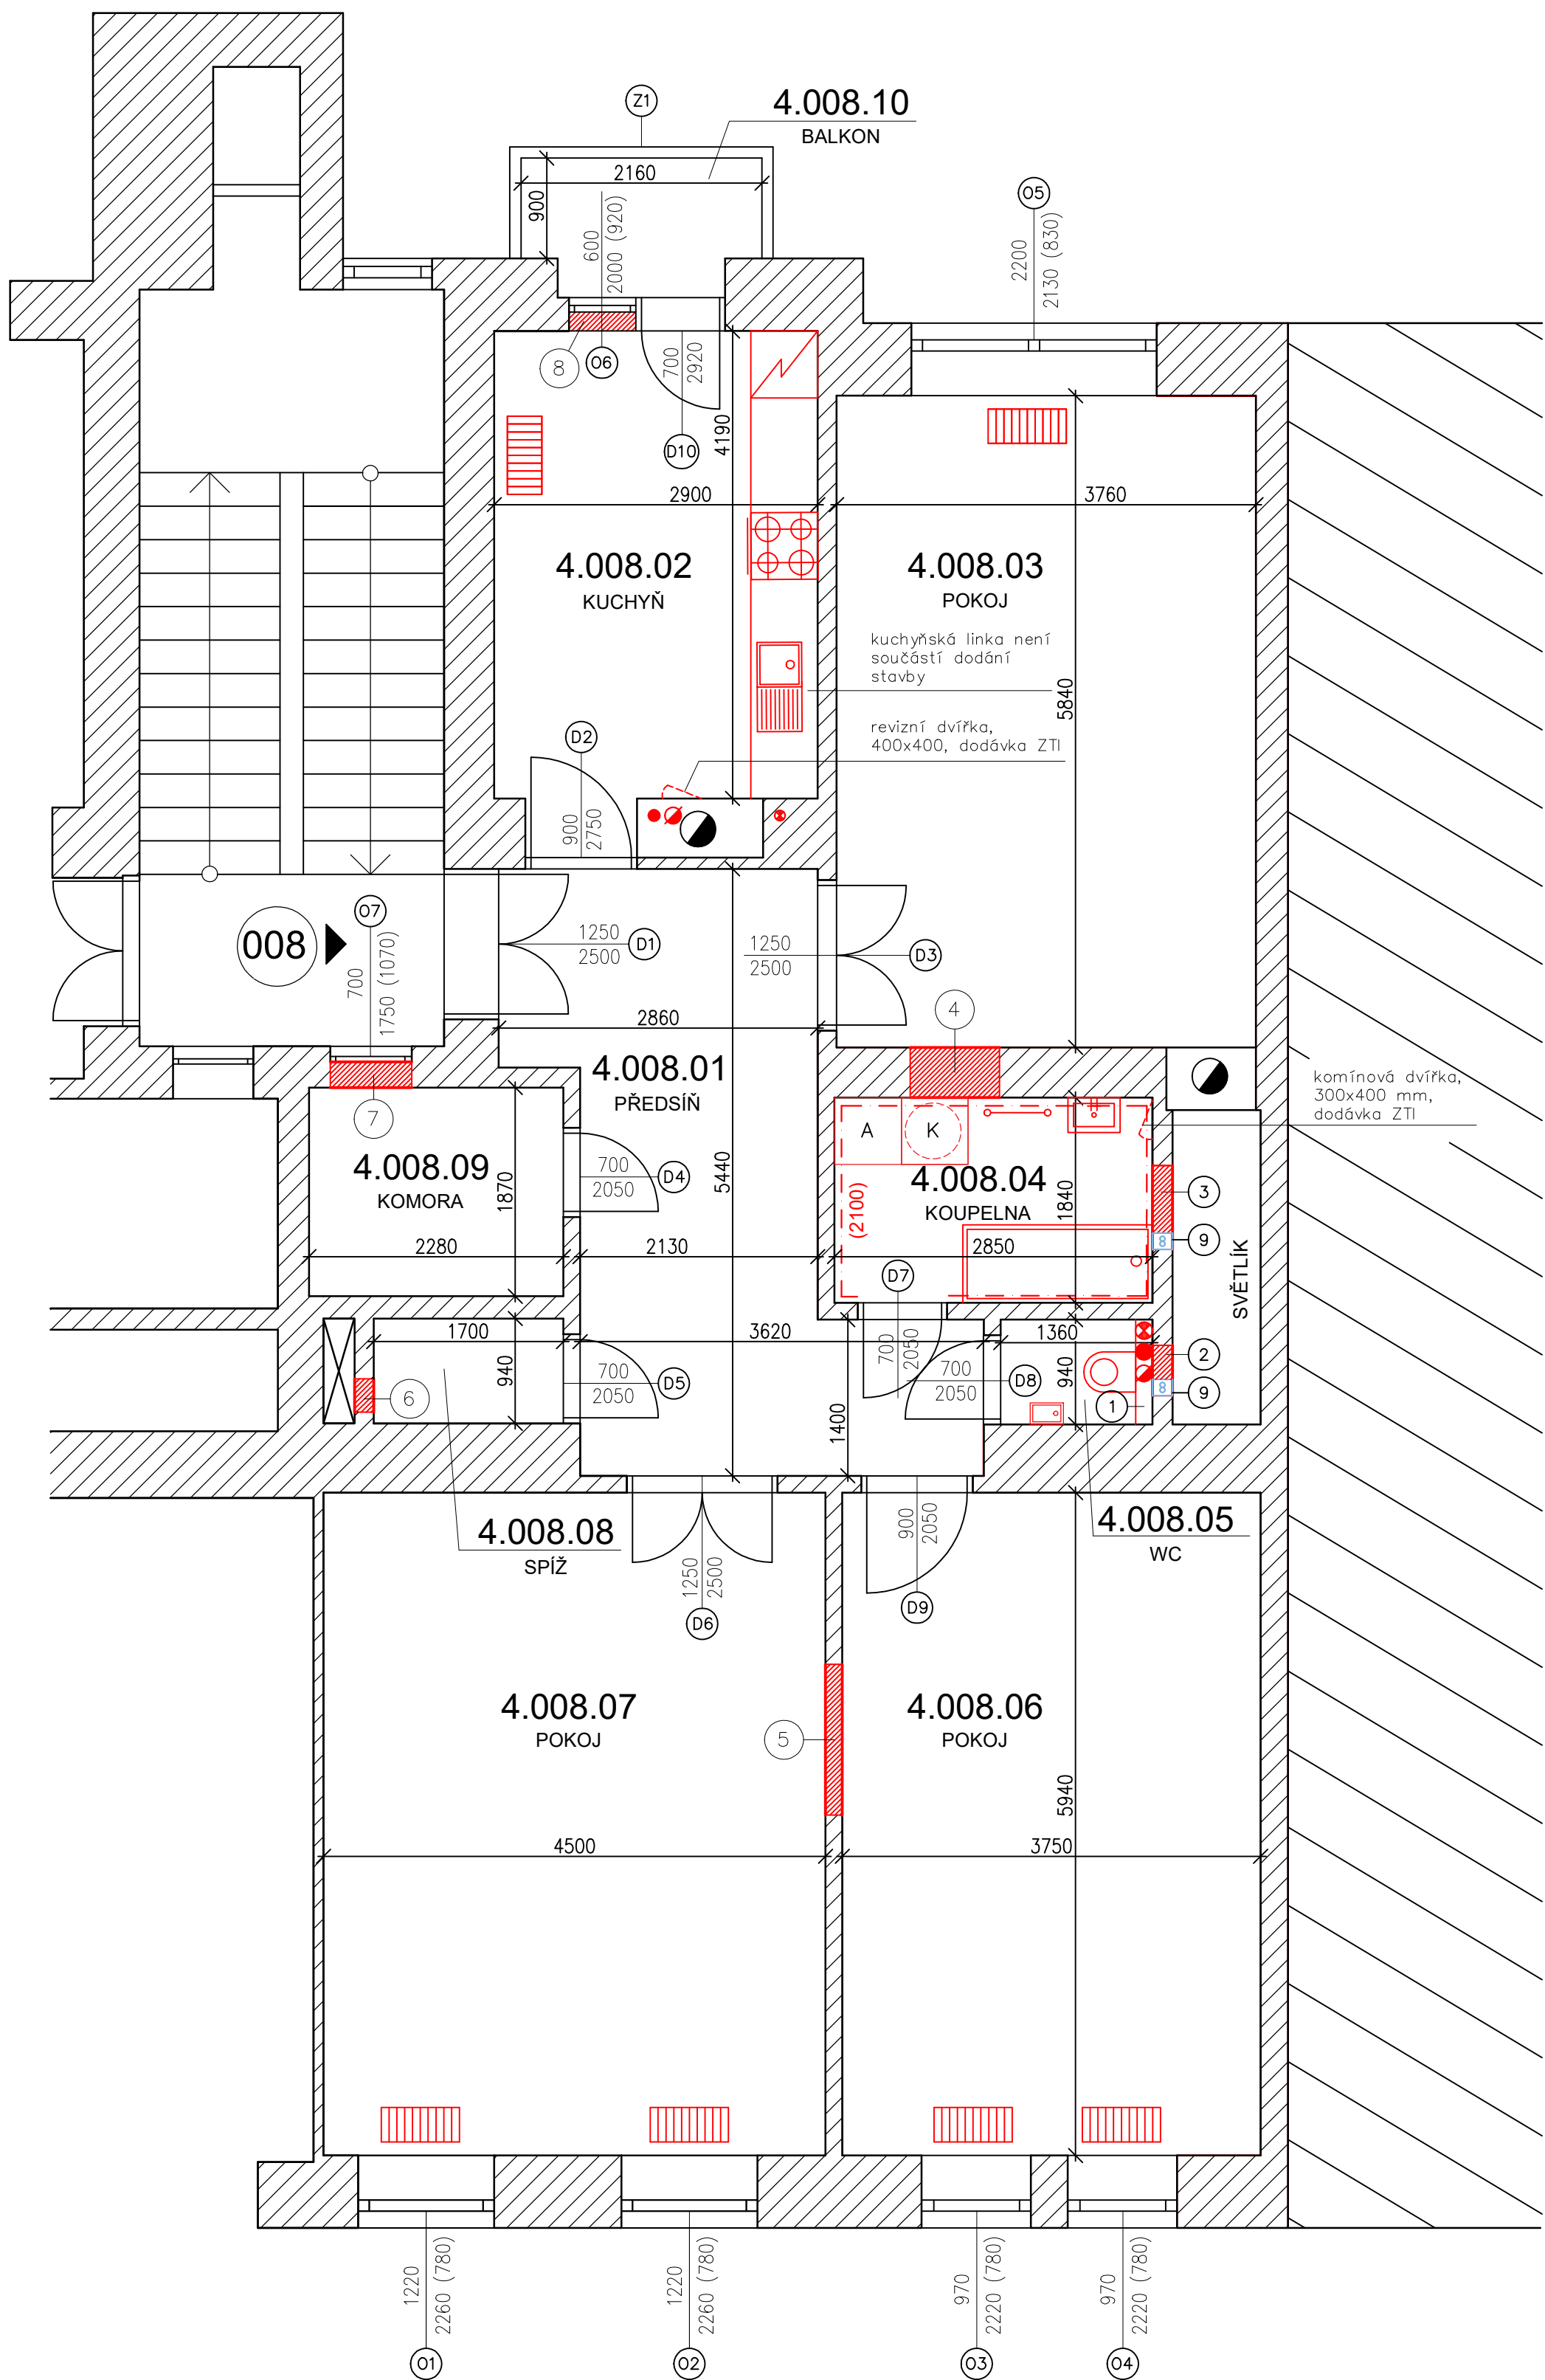 Z1
4.008.10
BALKON
2160
900
O5
2200
2130 (830)
600
2000 (920)
8
O6
700
2920
D10
4190
2900
3760
4.008.02
KUCHYŇ
4.008.03
POKOJ
kuchyňská linka není
součástí dodání
stavby
5840
revizní dvířka,
400x400, dodávka ZTI
D2
900
2750
O7
700
1750 (1070)
008
1250
2500
D1
1250
2500
D3
4
2860
4.008.01
PŘEDSÍŇ
komínová dvířka,
300x400 mm,
dodávka ZTI
7
A
K
4.008.09
KOMORA
1870
700
2050
D4
5440
4.008.04
KOUPELNA
(2100)
1840
3
2280
2130
2850
8
9
SVĚTLÍK
D7
700
2050
1700
3620
1360
940
6
700
2050
D5
1400
700
2050
D8
940
1
2
8
9
4.008.08
SPÍŽ
1250
2500
D6
900
2050
D9
4.008.05
WC
4.008.07
POKOJ
5
4.008.06
POKOJ
5940
4500
3750
1220
2260 (780)
O1
1220
2260 (780)
O2
970
2220 (780)
O3
970
2220 (780)
O4